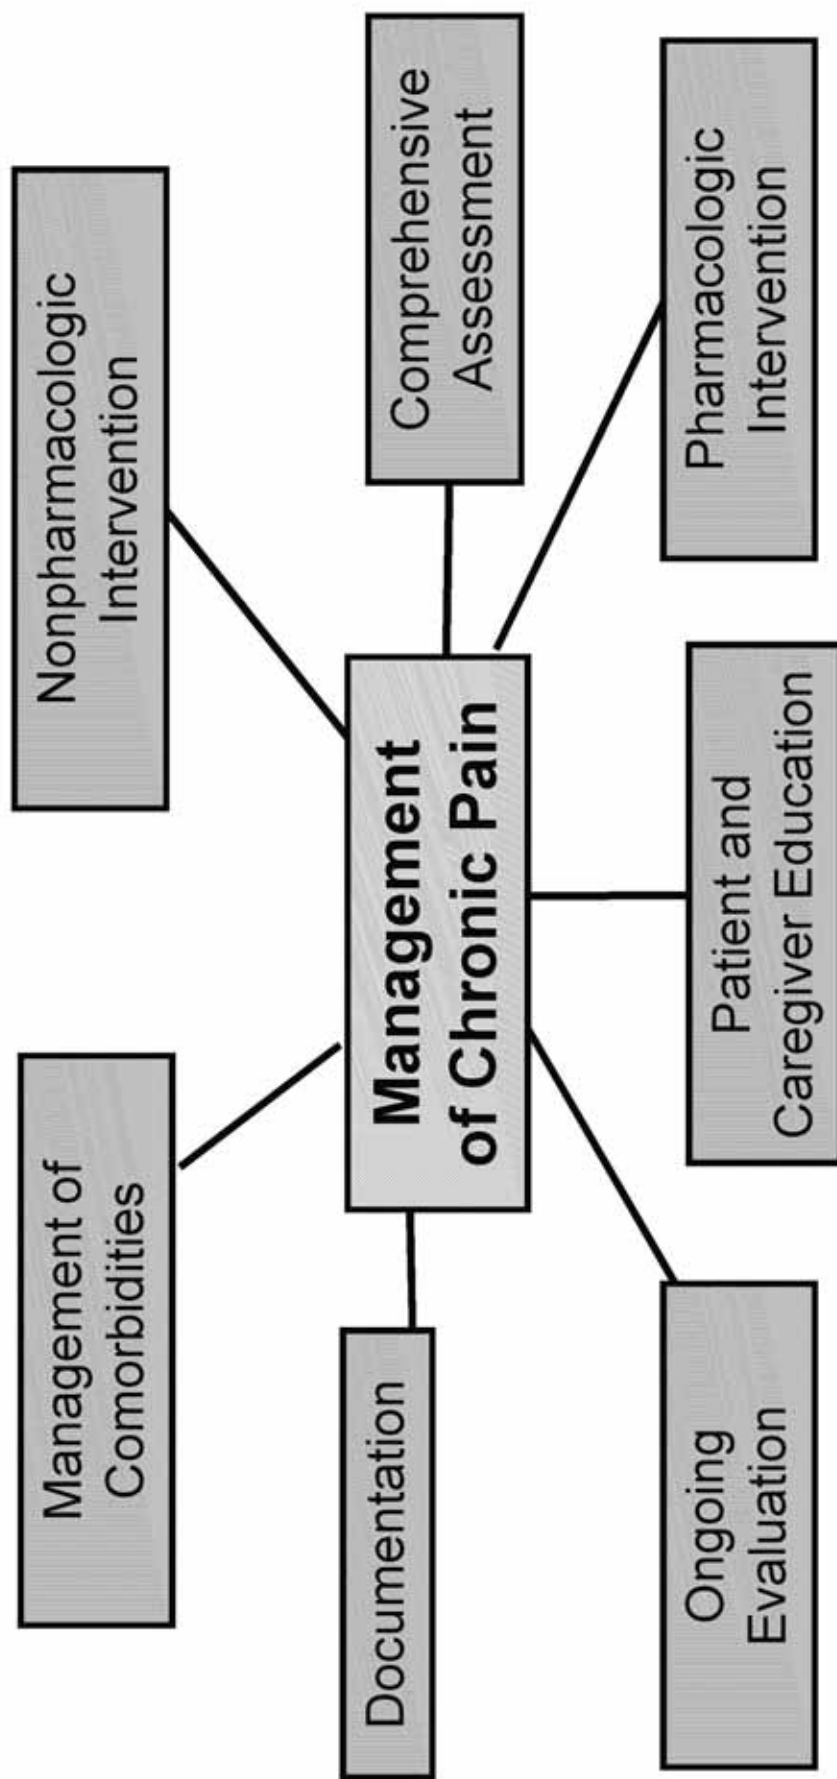 Management of
Comorbidities
Nonpharmacologic
Intervention
Documentation
Management
of Chronic Pain
Comprehensive
Assessment
Ongoing
Evaluation
Patient and
Caregiver Education
Pharmacologic
Intervention